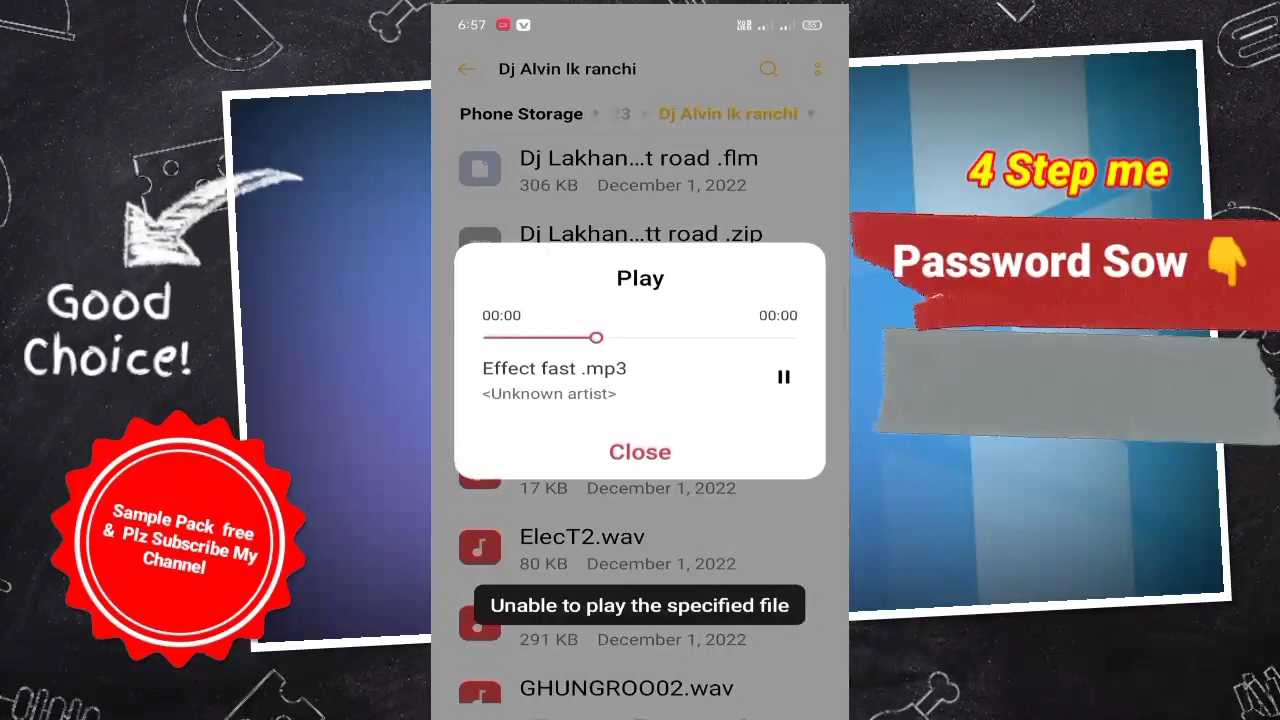 6:57
VO) LTE1
55
Dj Alvin lk ranchi
Phone Storage
23
Dj Alvin lk ranchi
Dj Lakhan...t road .flm
306 KB December 1, 2022
Dj Lakhan...tt road .zip
Play
00:00 00:00
Effect fast .mp3
<Unknown artist>
Close
17 KB December 1, 2022
ElecT2.wav
80 KB December 1, 2022
Unable to play the specified file
291 KB December 1, 2022
GHUNGROO02.wav
Good
Choice!
Sample Pack free
& Plz Subscribe My
Channel
4 Step me
Password Sow 👇